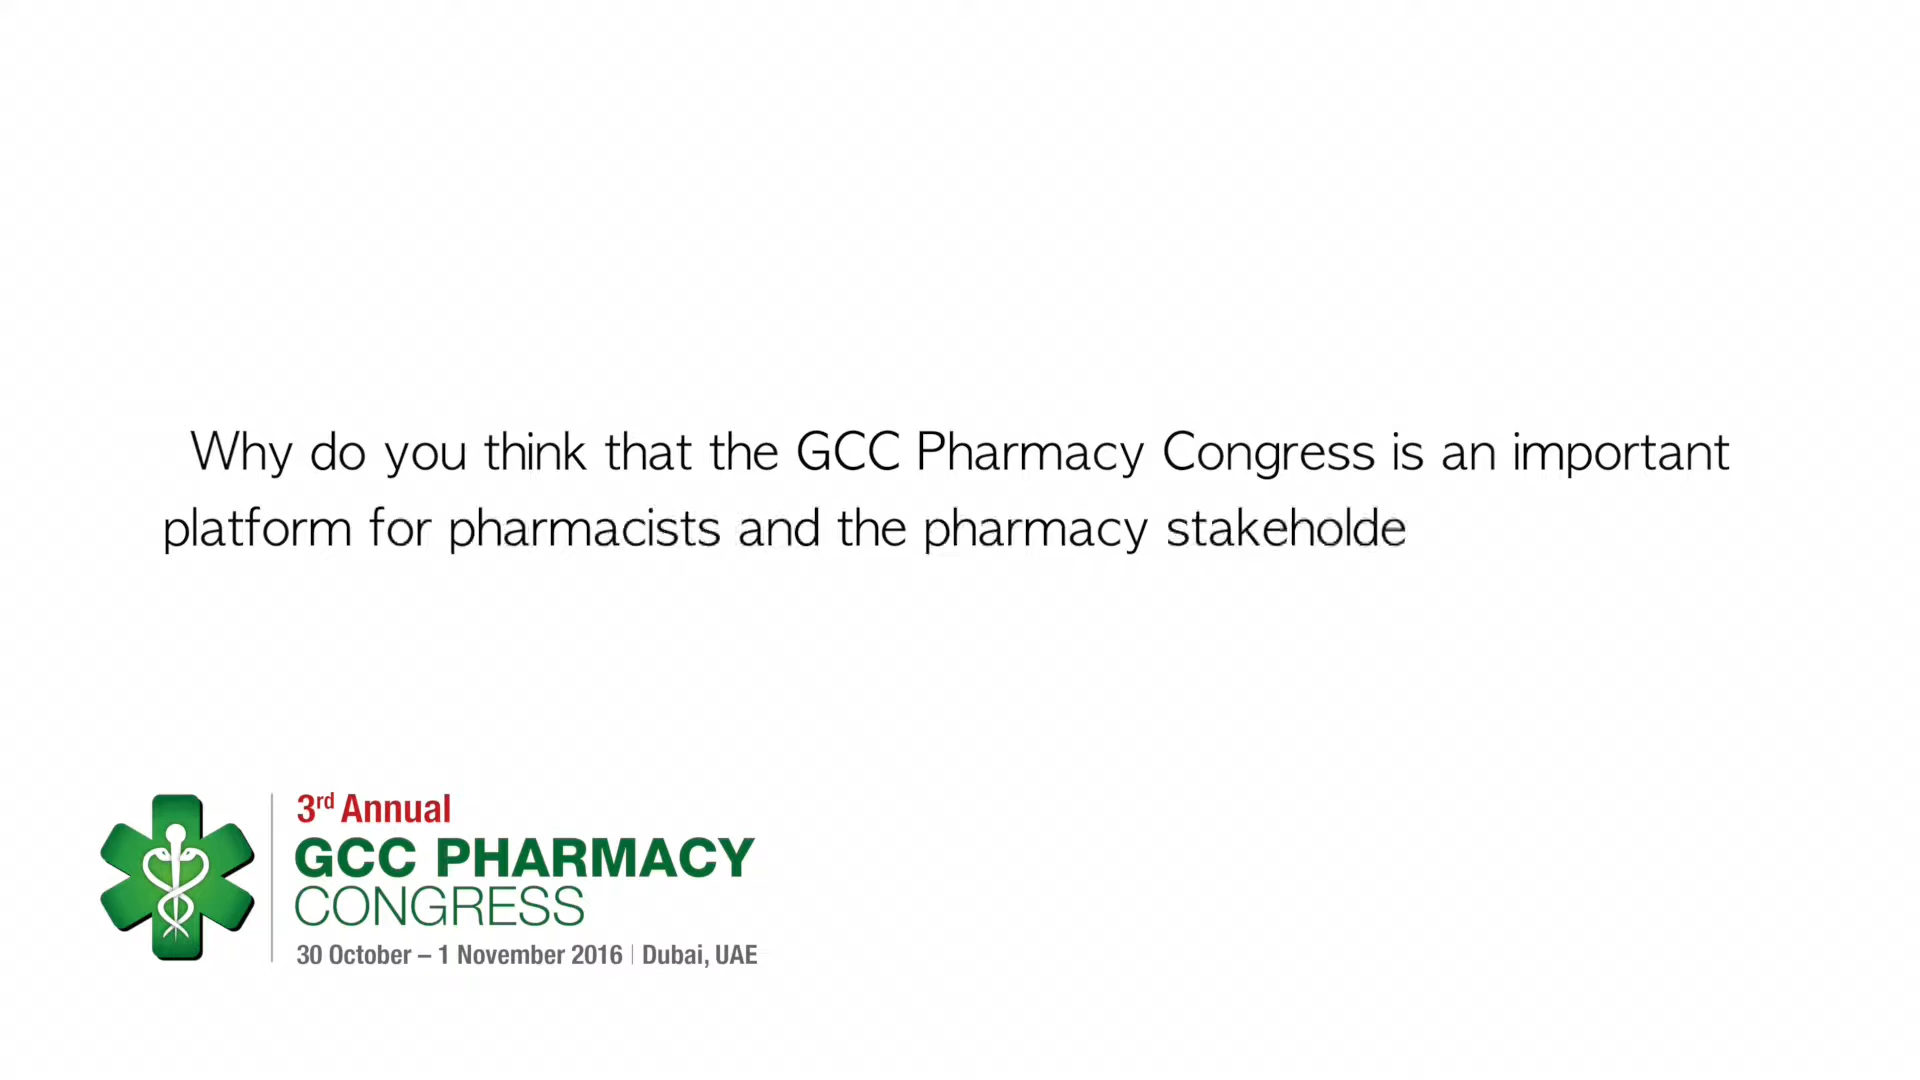 Why do you think that the GCC Pharmacy Congress is an important
platform for pharmacists and the pharmacy stakeholde
3rd Annual
GCC PHARMACY
CONGRESS
30 October – 1 November 2016 | Dubai, UAE